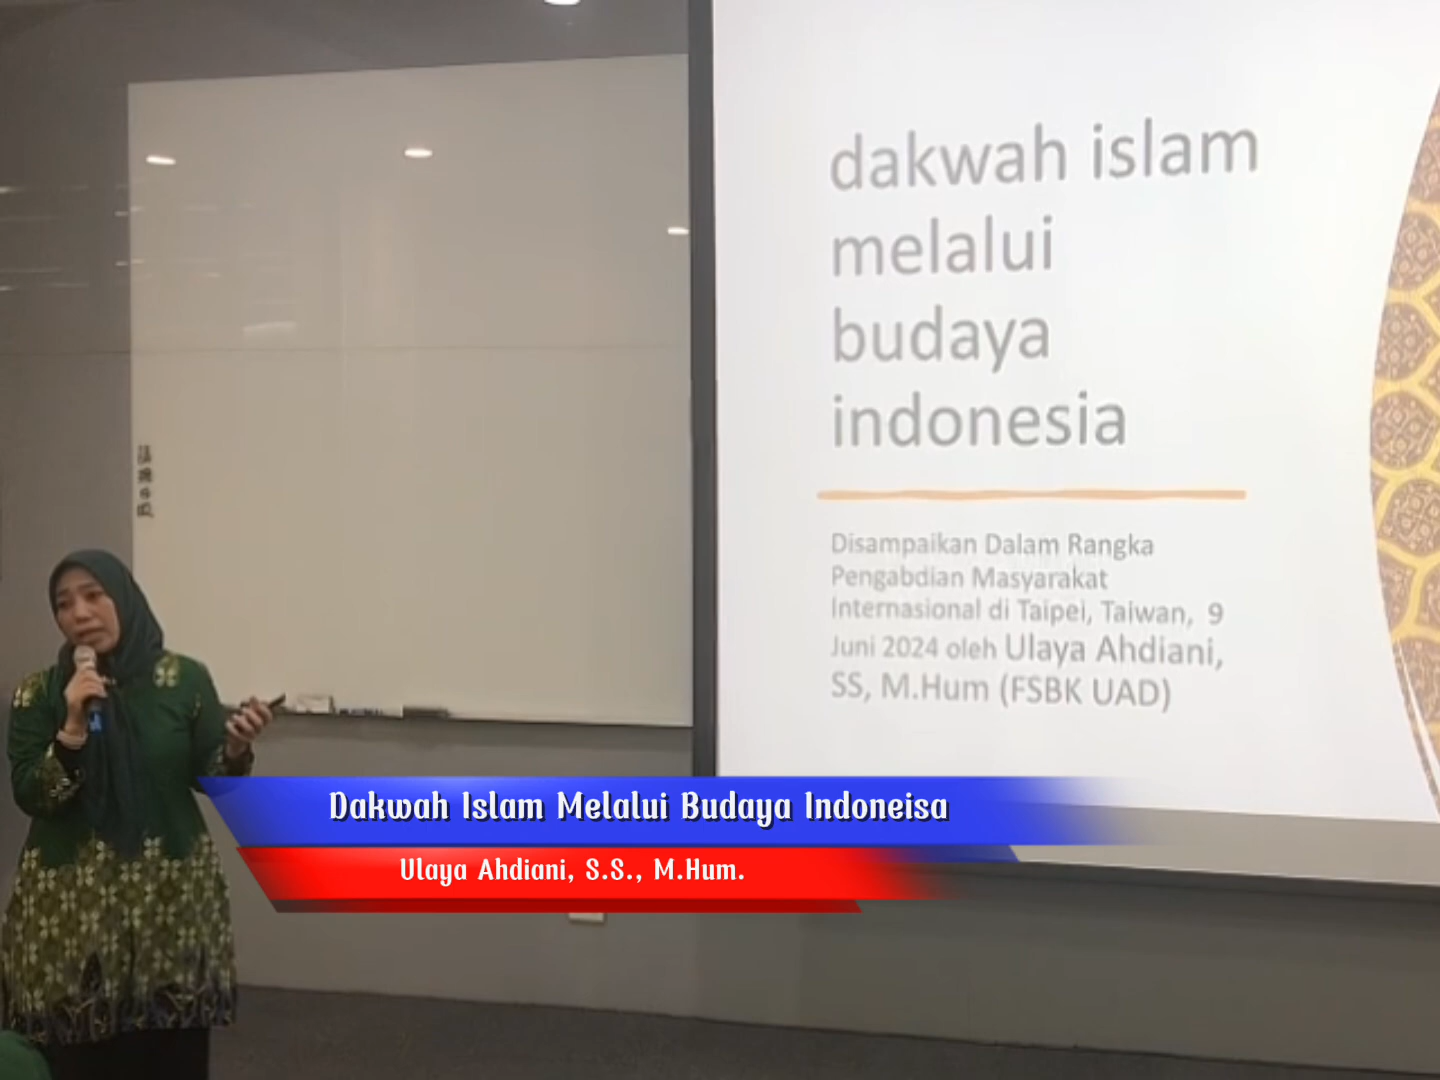 dakwah islam
melalui
budaya
indonesia
Disampaikan Dalam Rangka
Pengabdian Masyarakat
Internasional di Taipei, Taiwan, 9
Juni 2024 oleh Ulaya Ahdiani,
SS, M.Hum (FSBK UAD)
Dakwah Islam Melalui Budaya Indoneisa
Ulaya Ahdiani, S.S., M.Hum.